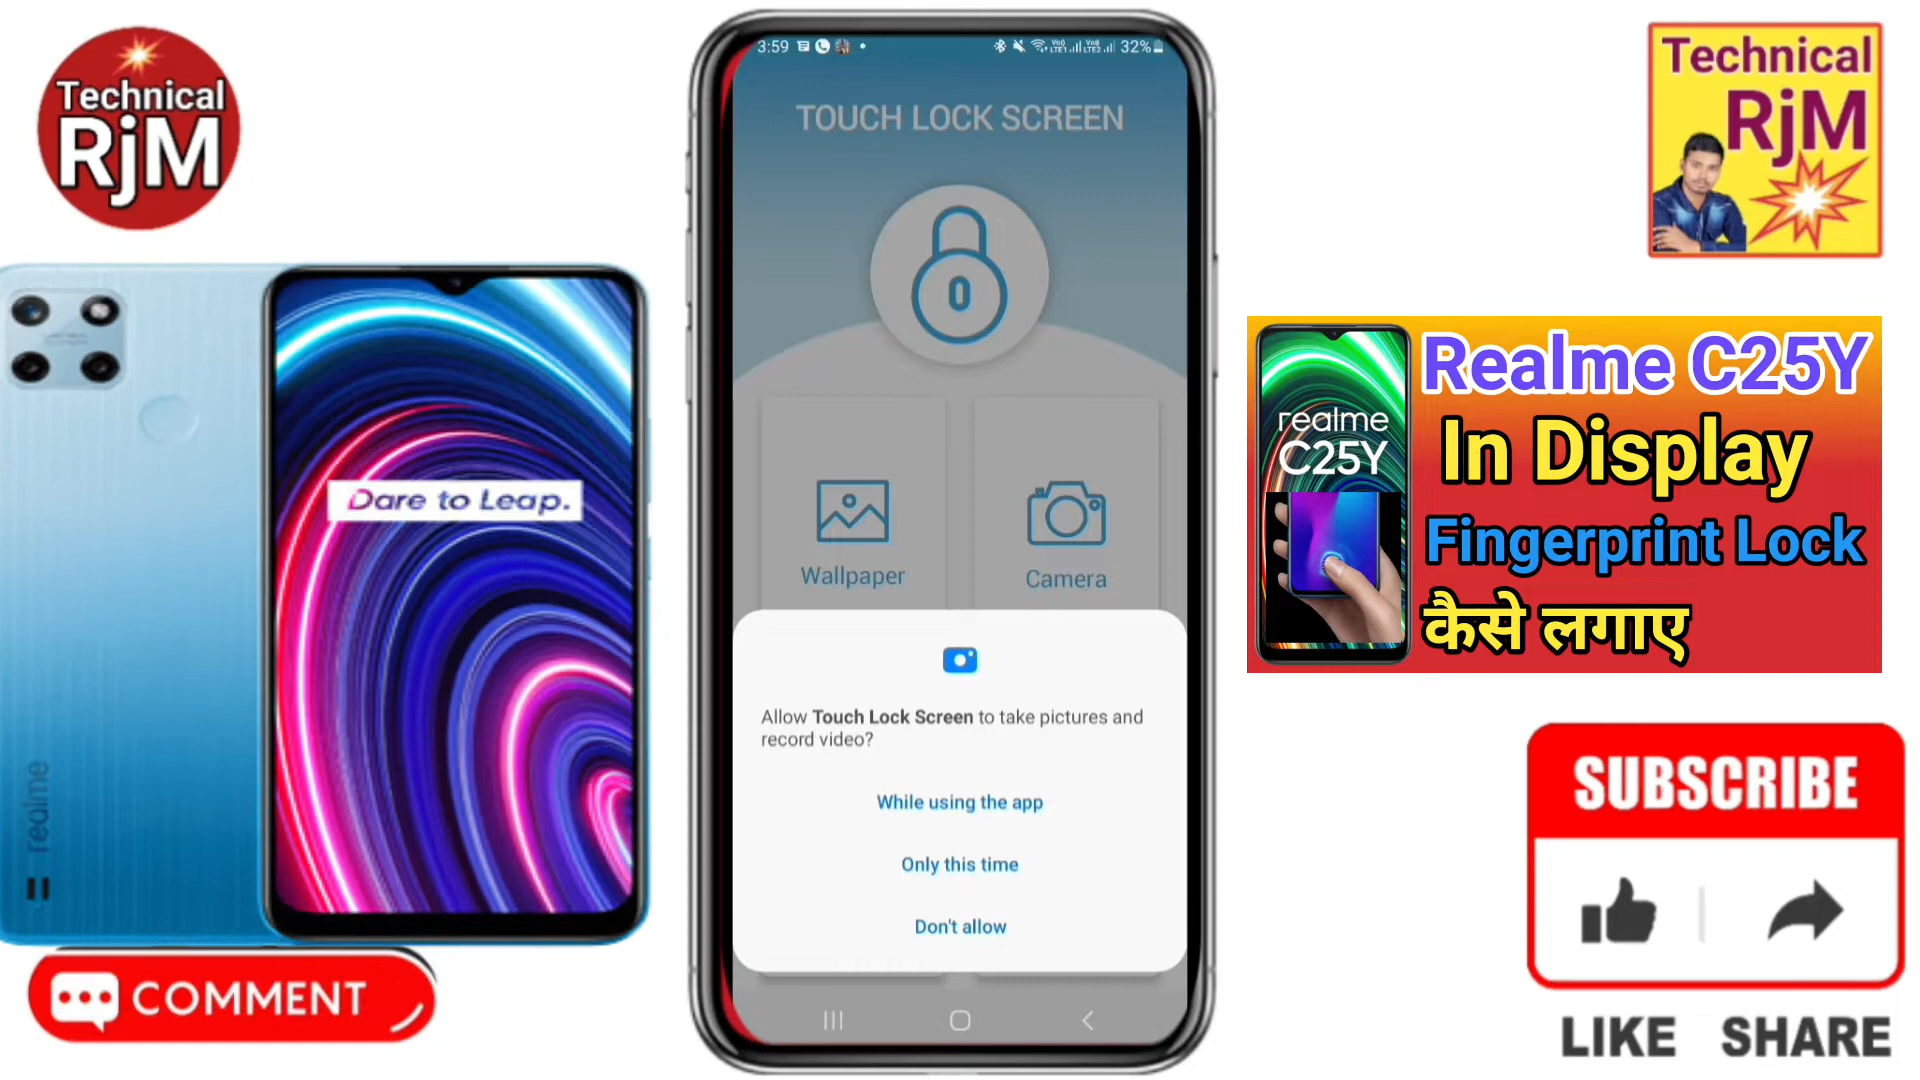 Technical
RjM
Dare to Leap.
realme
COMMENT
3:59
32%
TOUCH LOCK SCREEN
Wallpaper
Camera
Allow Touch Lock Screen to take pictures and
record video?
While using the app
Only this time
Don't allow
Technical
RjM
realme
C25Y
Realme C25Y
In Display
Fingerprint Lock
कैसे लगाए
SUBSCRIBE
LIKE SHARE